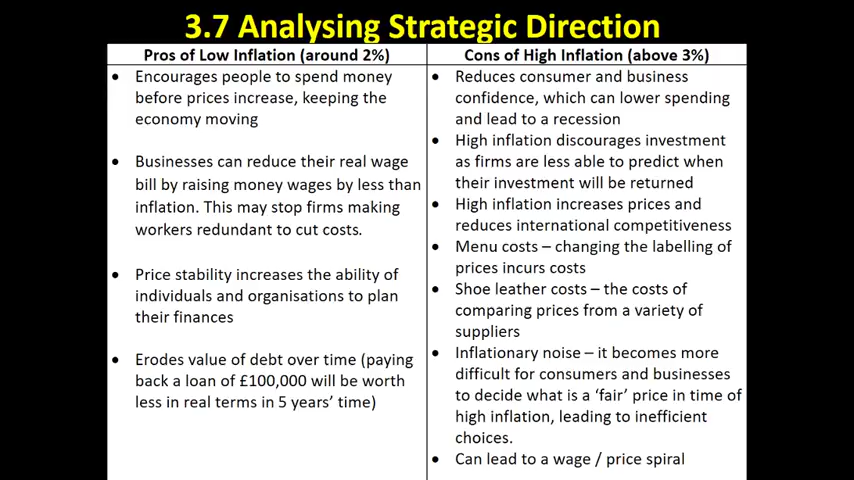 3.7 Analysing Strategic Direction
Pros of Low Inflation (around 2%)
• Encourages people to spend money
before prices increase, keeping the
economy moving
• Businesses can reduce their real wage
bill by raising money wages by less than
inflation. This may stop firms making
workers redundant to cut costs.
• Price stability increases the ability of
individuals and organisations to plan
their finances
• Erodes value of debt over time (paying
back a loan of £100,000 will be worth
less in real terms in 5 years’ time)
Cons of High Inflation (above 3%)
• Reduces consumer and business
confidence, which can lower spending
and lead to a recession
• High inflation discourages investment
as firms are less able to predict when
their investment will be returned
• High inflation increases prices and
reduces international competitiveness
• Menu costs – changing the labelling of
prices incurs costs
• Shoe leather costs – the costs of
comparing prices from a variety of
suppliers
• Inflationary noise – it becomes more
difficult for consumers and businesses
to decide what is a ‘fair’ price in time of
high inflation, leading to inefficient
choices.
• Can lead to a wage / price spiral